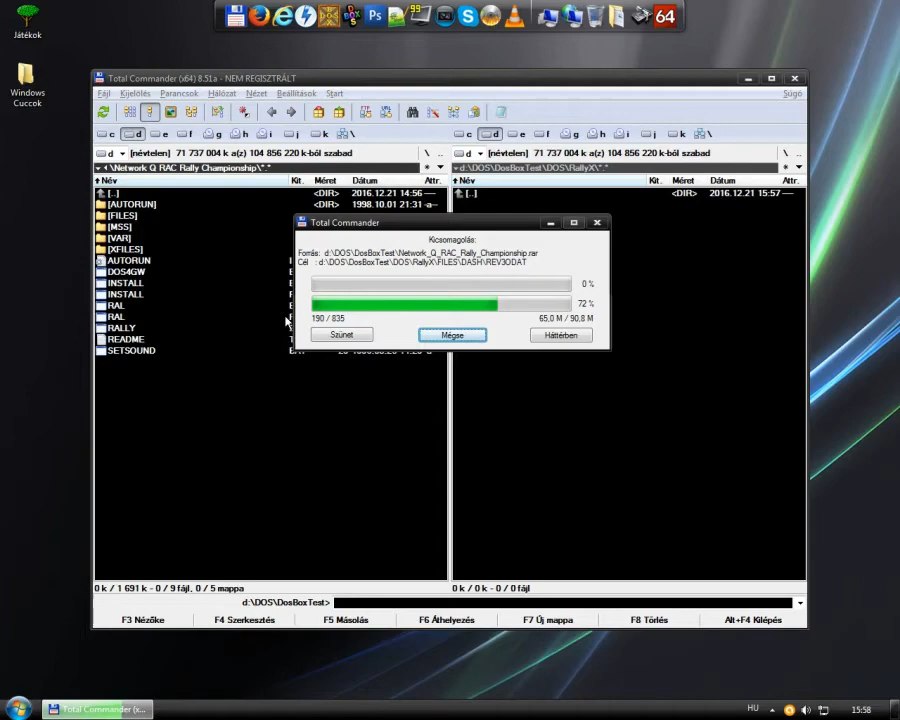 99
64
Játékok
Windows
Cuccok
Total Commander (x64) 8.51a - NEM REGISZTRÁLT
Fájl Kijelölés Parancsok Hálózat Nézet Beállítások Start Súgó
c d e f g h i j k \
c d e f g h i j k \
d [névtelen] 71 737 004 k a(z) 104 856 220 k-ból szabad \ ..
d [névtelen] 71 737 004 k a(z) 104 856 220 k-ból szabad \ ..
\Network Q RAC Rally Championship\*.* *
d:\DOS\DosBoxTest\DOS\RallyX\*.* *
Név Kit. Méret Dátum Attr.
Név Kit. Méret Dátum Attr.
[..] <DIR> 2016.12.21 14:56 ----
[..] <DIR> 2016.12.21 15:57 ----
[AUTORUN] <DIR> 1998.10.01 21:31 -a--
[FILES]
[MSS]
[VAR]
[XFILES]
AUTORUN
DOS4GW
INSTALL
INSTALL
RAL
RAL
RALLY
README
SETSOUND
Total Commander
Kicsomagolás:
Forrás: d:\DOS\DosBoxTest\Network_Q_RAC_Rally_Championship.rar
Cél : d:\DOS\DosBoxTest\DOS\RallyX\FILES\DASH\REV3ODAT
0 %
72 %
190 / 835 65,0 M / 90,8 M
Szünet Mégse Háttérben
0 k / 1 691 k - 0 / 9 fájl, 0 / 5 mappa
0 k / 0 k - 0 / 0 fájl
d:\DOS\DosBoxTest>
F3 Nézőke F4 Szerkesztés F5 Másolás F6 Áthelyezés F7 Új mappa F8 Törlés Alt+F4 Kilépés
Total Commander (x...
HU 15:58